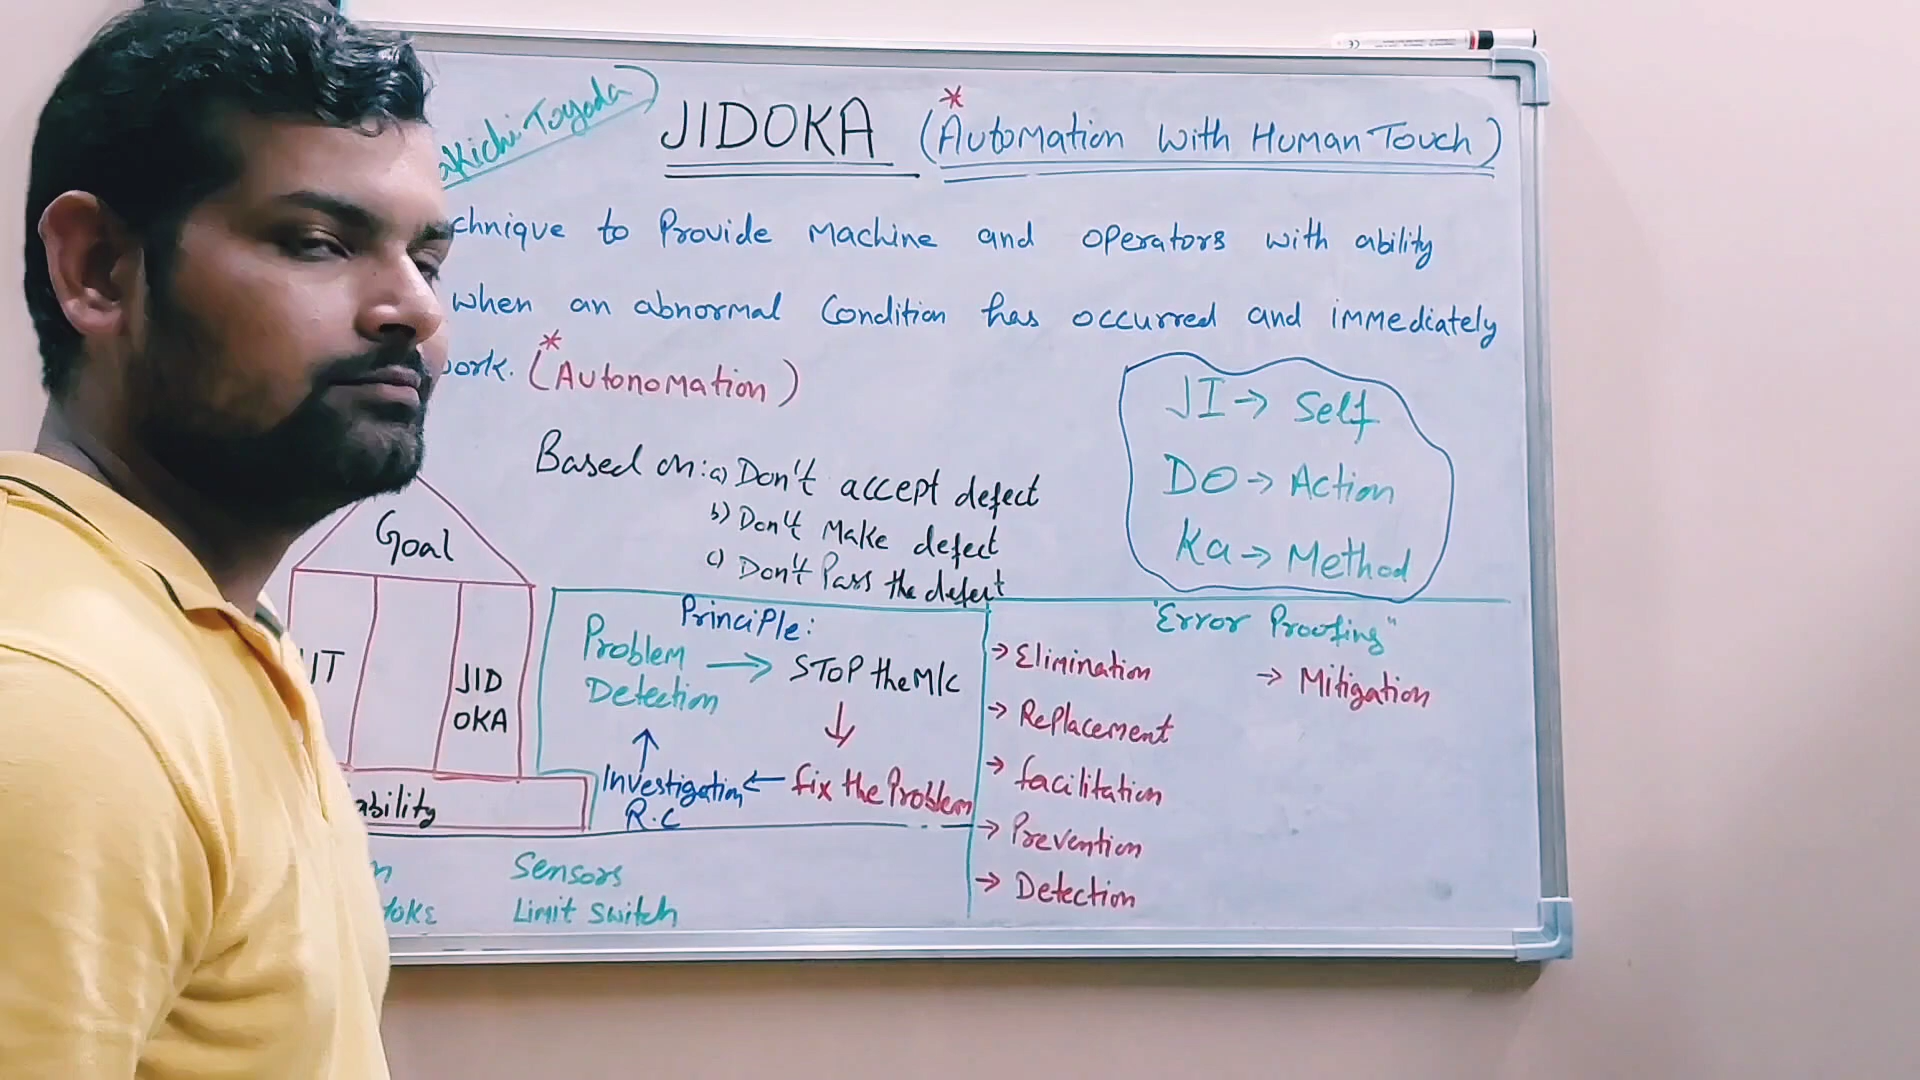 Toyoda)
JIDOKA (Automation with Human Touch)
*
chnique to Provide Machine and operators with ability
when an abnormal Condition has occurred and immediately
ork. (Autonomation)
*
JI → Self
DO → Action
Ka → Method
Based on: a) Don't accept defect
b) Don't Make defect
c) Don't Pass the defect
Goal
JIT
JID
OKA
ability
Principle:
Problem
Detection
→ STOP the M/C
↓
fix the Problem
←
Investigation
R.C
↑
"Error Proofing"
→ Elimination
→ Replacement
→ facilitation
→ Prevention
→ Detection
→ Mitigation
n
Sensors
Yoke
Limit Switch